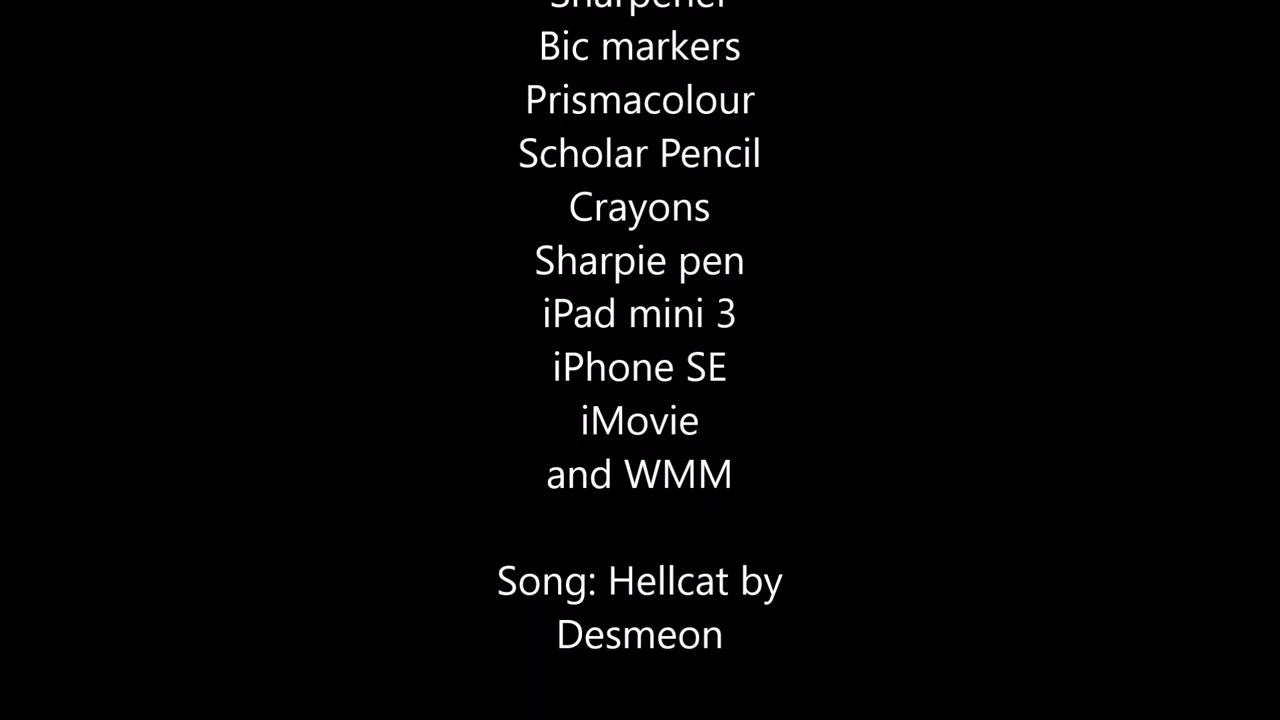 Sharpener
Bic markers
Prismacolour
Scholar Pencil
Crayons
Sharpie pen
iPad mini 3
iPhone SE
iMovie
and WMM
Song: Hellcat by
Desmeon